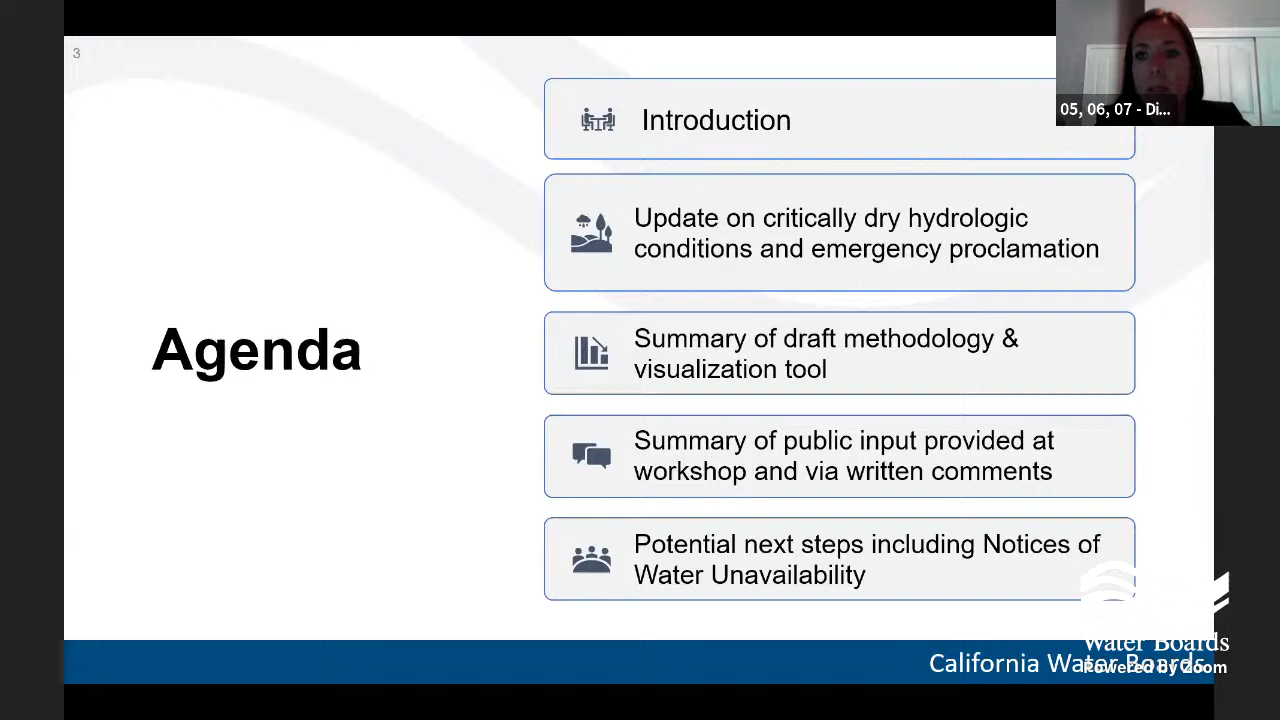 3
05, 06, 07 - Di...
Introduction
Update on critically dry hydrologic
conditions and emergency proclamation
Agenda
Summary of draft methodology &
visualization tool
Summary of public input provided at
workshop and via written comments
Potential next steps including Notices of
Water Unavailability
Water Boards
California Water Boards
Powered by Zoom